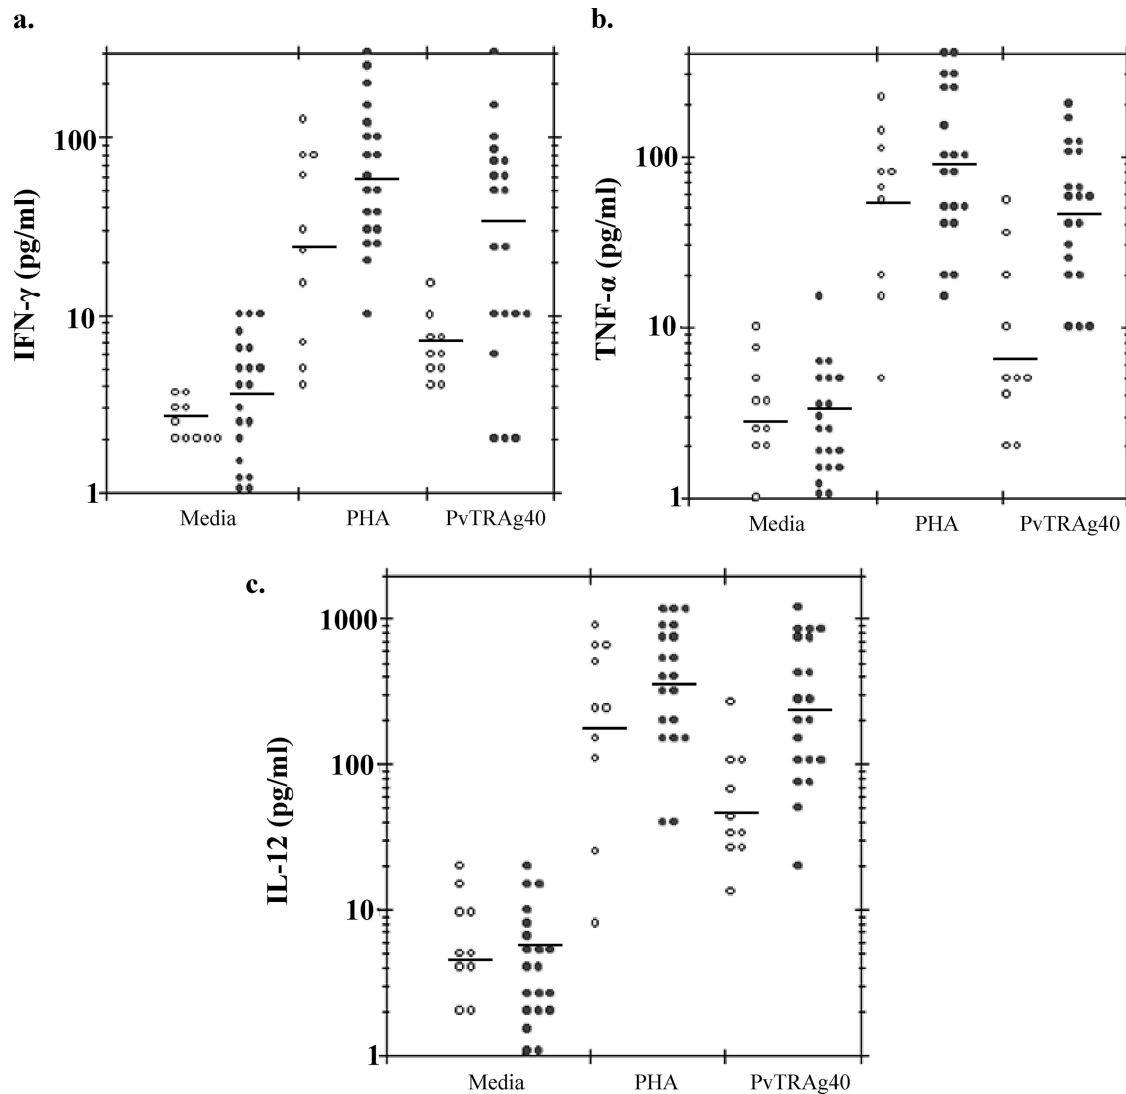 a.
IFN-γ (pg/ml)
100
10
1
Media PHA PvTRAg40
b.
TNF-α (pg/ml)
100
10
1
Media PHA PvTRAg40
c.
IL-12 (pg/ml)
1000
100
10
1
Media PHA PvTRAg40